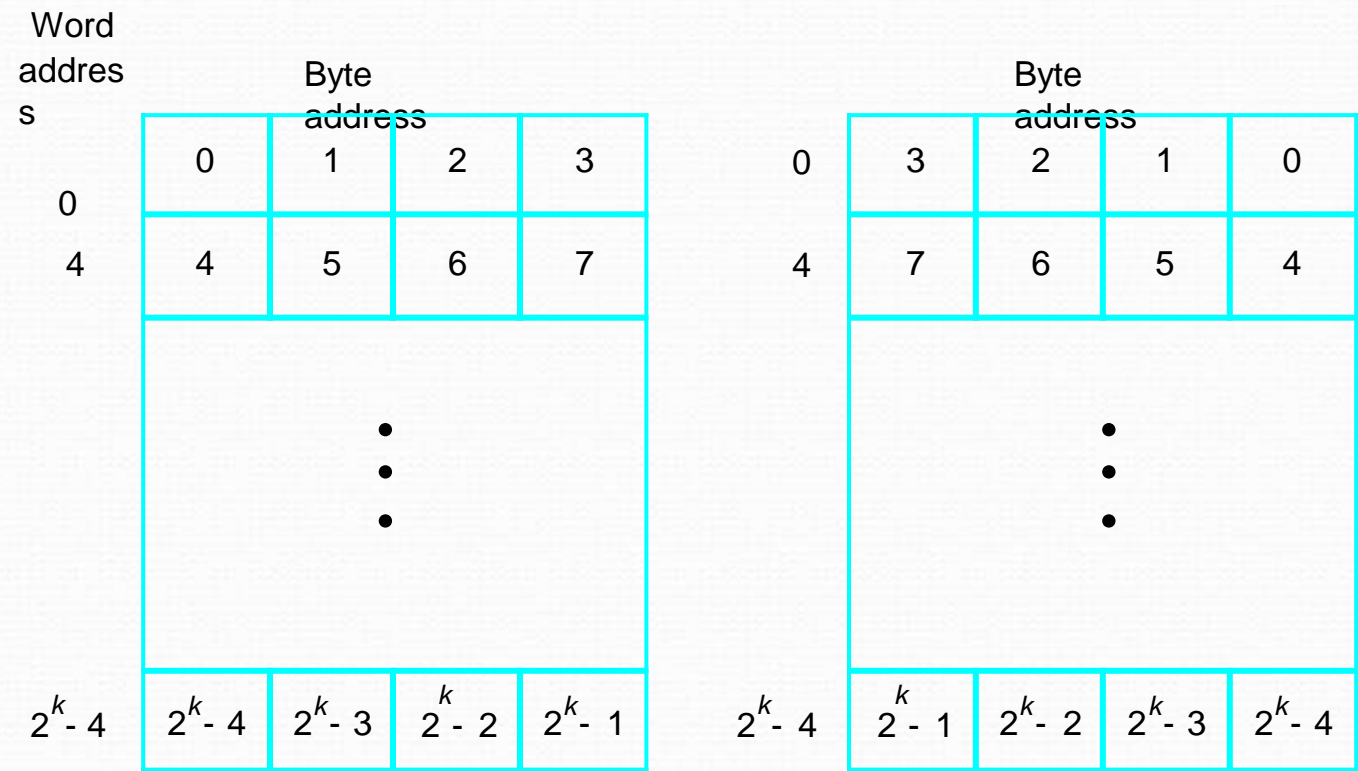 Word
addres
s
Byte
address
Byte
address
0 0 1 2 3
4 4 5 6 7
2^k - 4 2^k - 4 2^k - 3 2^k - 2 2^k - 1
0 3 2 1 0
4 7 6 5 4
2^k - 4 2^k - 1 2^k - 2 2^k - 3 2^k - 4